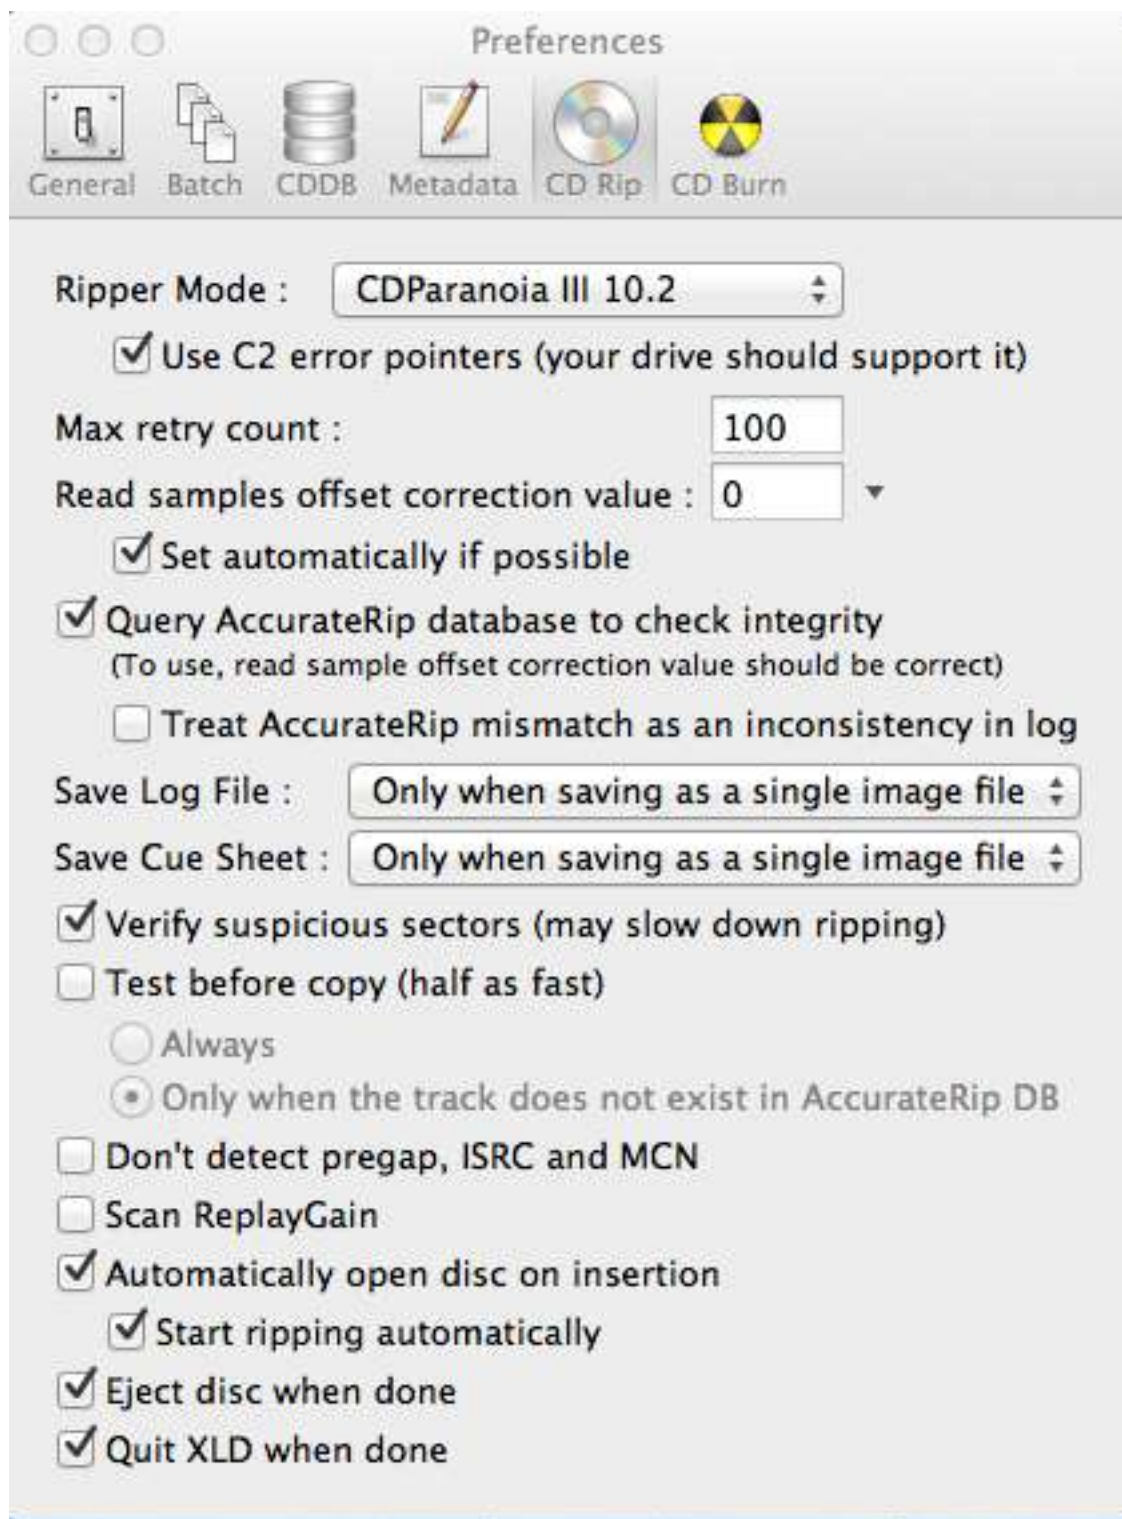 Preferences
General Batch CDDB Metadata CD Rip CD Burn
Ripper Mode : CDParanoia III 10.2
Use C2 error pointers (your drive should support it)
Max retry count : 100
Read samples offset correction value : 0
Set automatically if possible
Query AccurateRip database to check integrity
(To use, read sample offset correction value should be correct)
Treat AccurateRip mismatch as an inconsistency in log
Save Log File : Only when saving as a single image file
Save Cue Sheet : Only when saving as a single image file
Verify suspicious sectors (may slow down ripping)
Test before copy (half as fast)
Always
Only when the track does not exist in AccurateRip DB
Don't detect pregap, ISRC and MCN
Scan ReplayGain
Automatically open disc on insertion
Start ripping automatically
Eject disc when done
Quit XLD when done